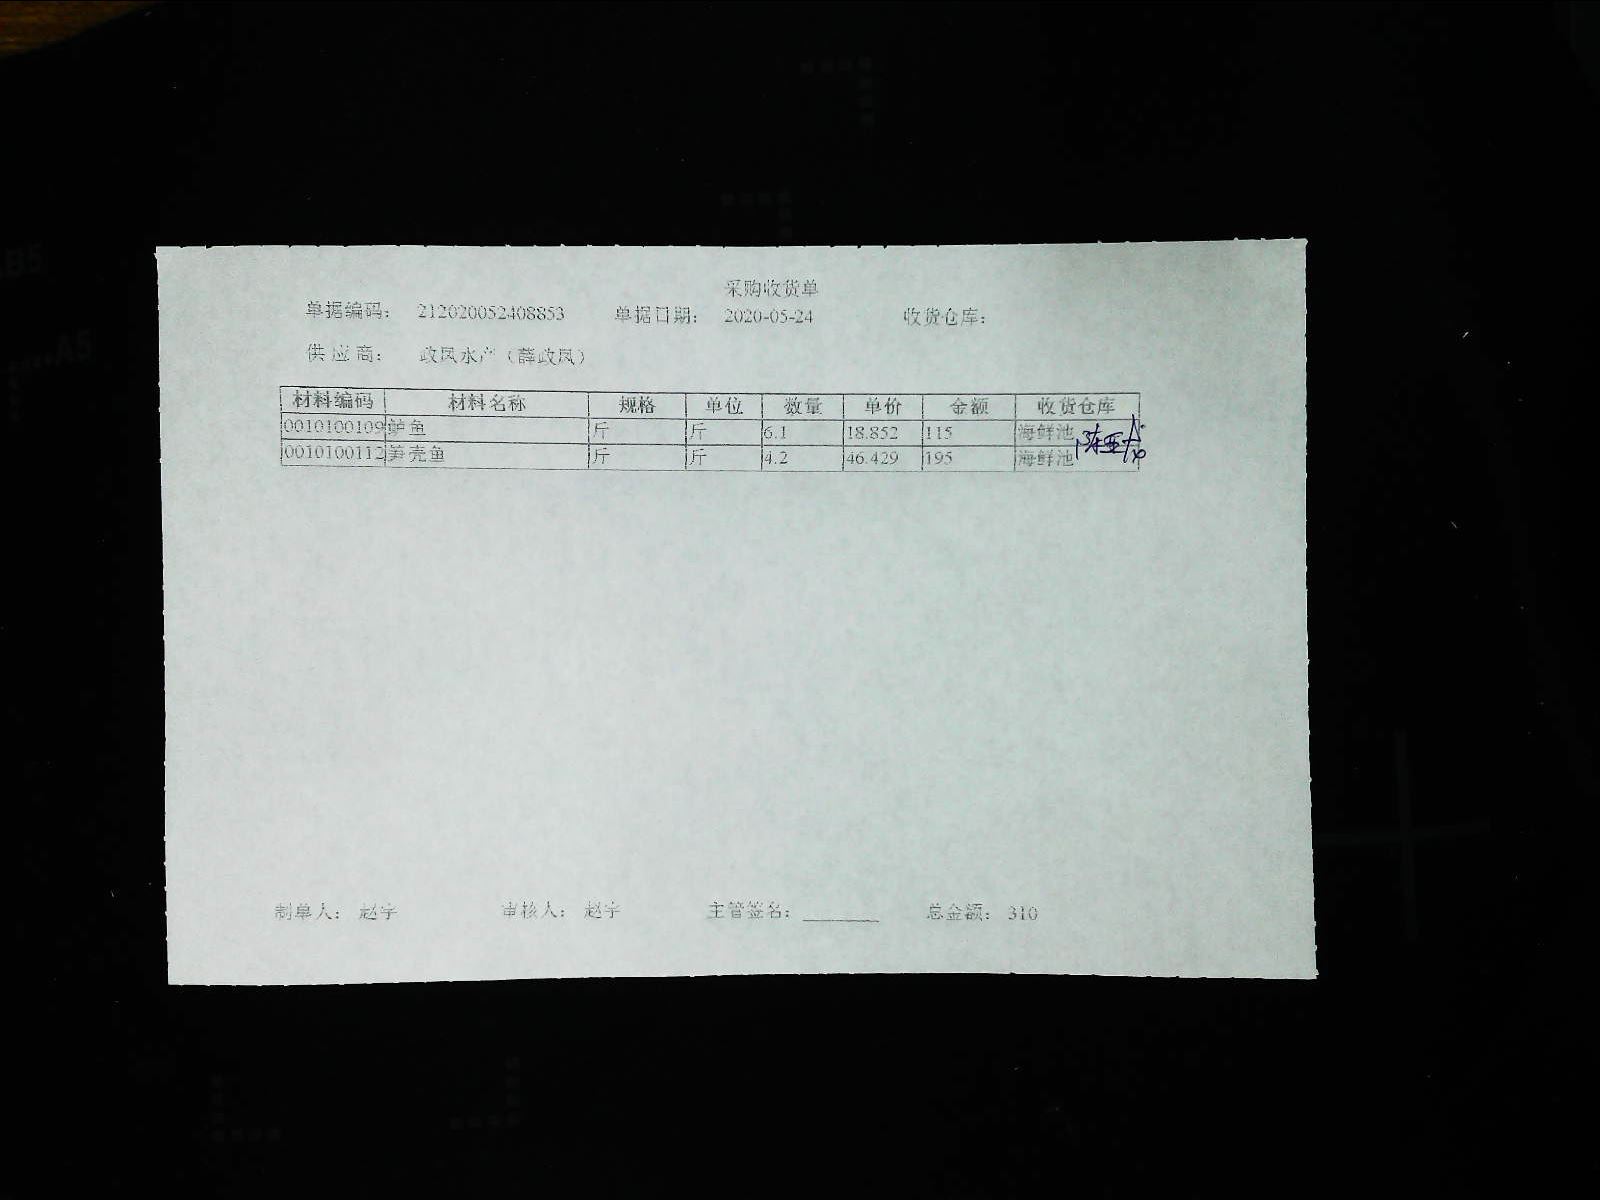 采购收货单
单据编码： 212020052408853 单据日期： 2020-05-24 收货仓库：
供 应 商： 政凤水产（薛政凤）
材料编码 材料名称 规格 单位 数量 单价 金额 收货仓库
0010100109 鲈鱼 斤 斤 6.1 18.852 115 海鲜池
0010100112 笋壳鱼 斤 斤 4.2 46.429 195 海鲜池
制单人： 赵宇 审核人： 赵宇 主管签名： 总金额： 310